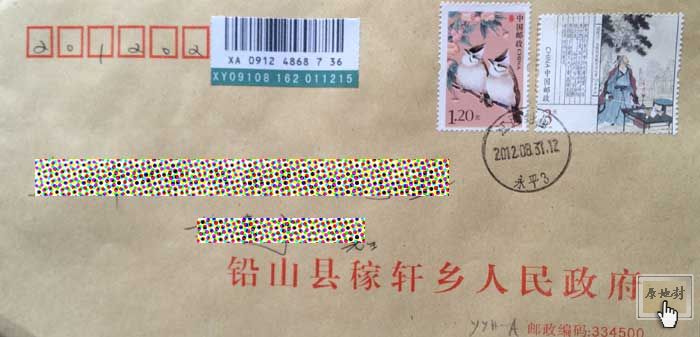 201202
XA 0912 4868 7 36
XY09108 162 011215
中国邮政
CHINA
1.20元
CHINA 中国邮政
2012.08.31.12
永平3
铅山县稼轩乡人民政府
原地封
YYH-A 邮政编码:334500